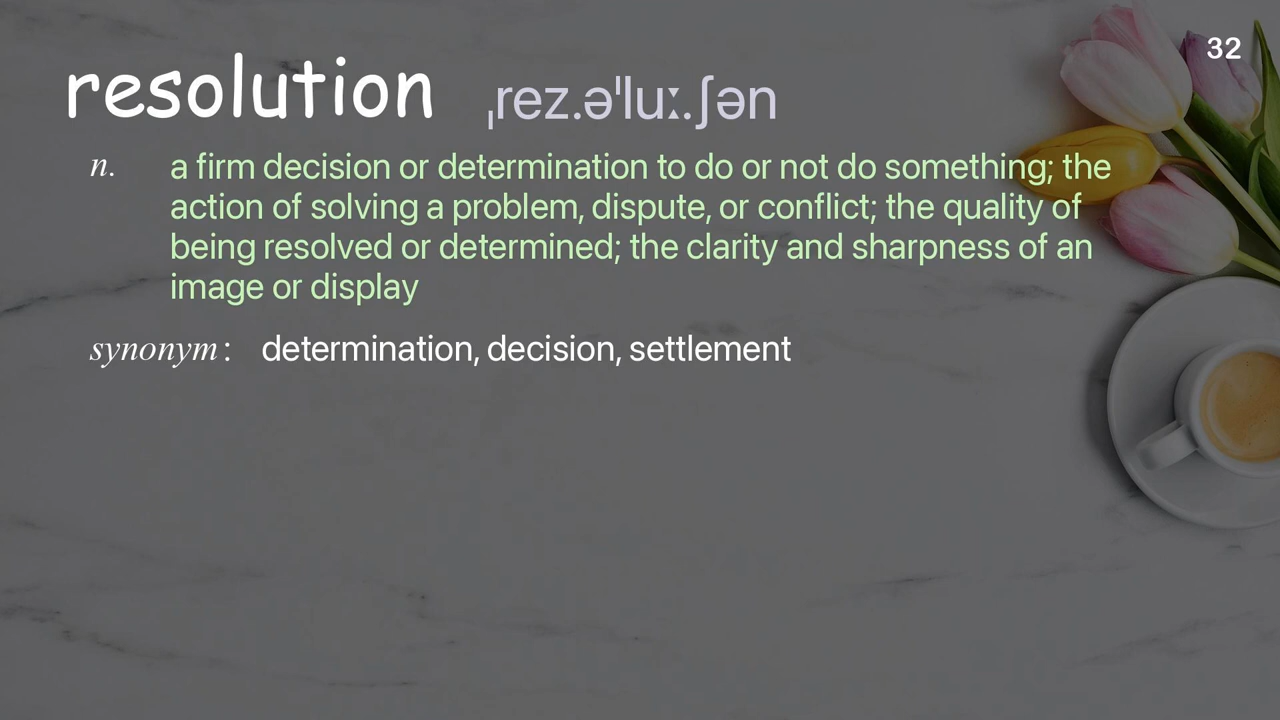 32
resolution ˌrez.əˈluː.ʃən
n. a firm decision or determination to do or not do something; the
action of solving a problem, dispute, or conflict; the quality of
being resolved or determined; the clarity and sharpness of an
image or display
synonym: determination, decision, settlement